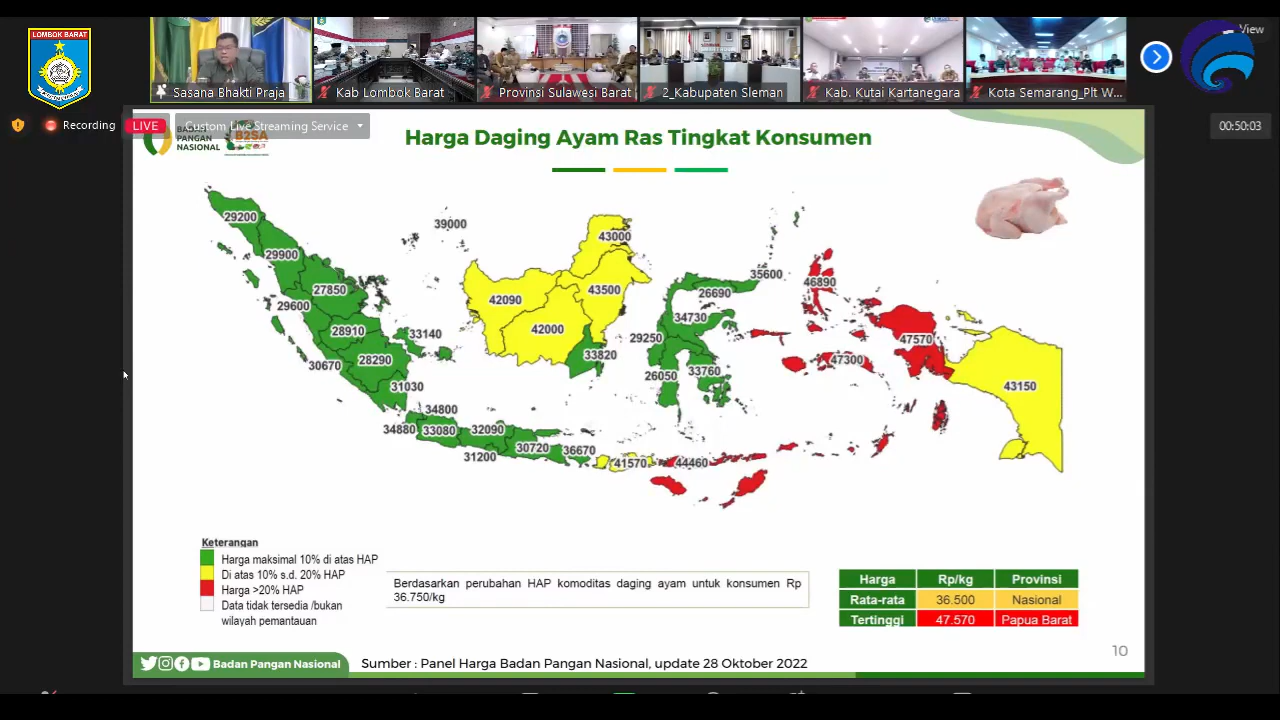 LOMBOK BARAT
Sasana Bhakti Praja
Kab Lombok Barat
Provinsi Sulawesi Barat
2_Kabupaten Sleman
Kab. Kutai Kartanegara
Kota Semarang_Plt W...
View
Recording
LIVE
Custom Live Streaming Service
00:50:03
BADAN
PANGAN
NASIONAL
B2SA
Harga Daging Ayam Ras Tingkat Konsumen
29200
39000
43000
29900
35600
46890
27850
43500
26690
42090
29600
34730
28910
33140
42000
29250
47570
33820
28290
47300
30670
26050
33760
31030
43150
34800
34880
33080
32090
30720
36670
31200
41570
44460
Keterangan
Harga maksimal 10% di atas HAP
Di atas 10% s.d. 20% HAP
Harga >20% HAP
Data tidak tersedia /bukan
wilayah pemantauan
Berdasarkan perubahan HAP komoditas daging ayam untuk konsumen Rp
36.750/kg
Harga Rp/kg Provinsi
Rata-rata 36.500 Nasional
Tertinggi 47.570 Papua Barat
10
Badan Pangan Nasional
Sumber : Panel Harga Badan Pangan Nasional, update 28 Oktober 2022